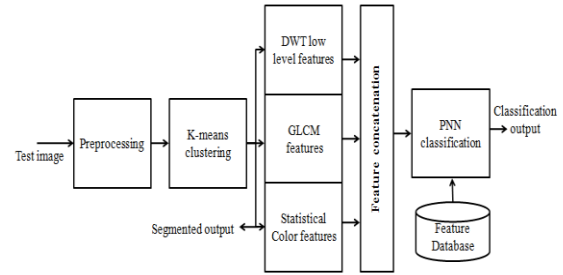 Test image
Preprocessing
K-means
clustering
Segmented output
DWT low
level features
GLCM
features
Statistical
Color features
Feature concatenation
PNN
classification
Classification
output
Feature
Database